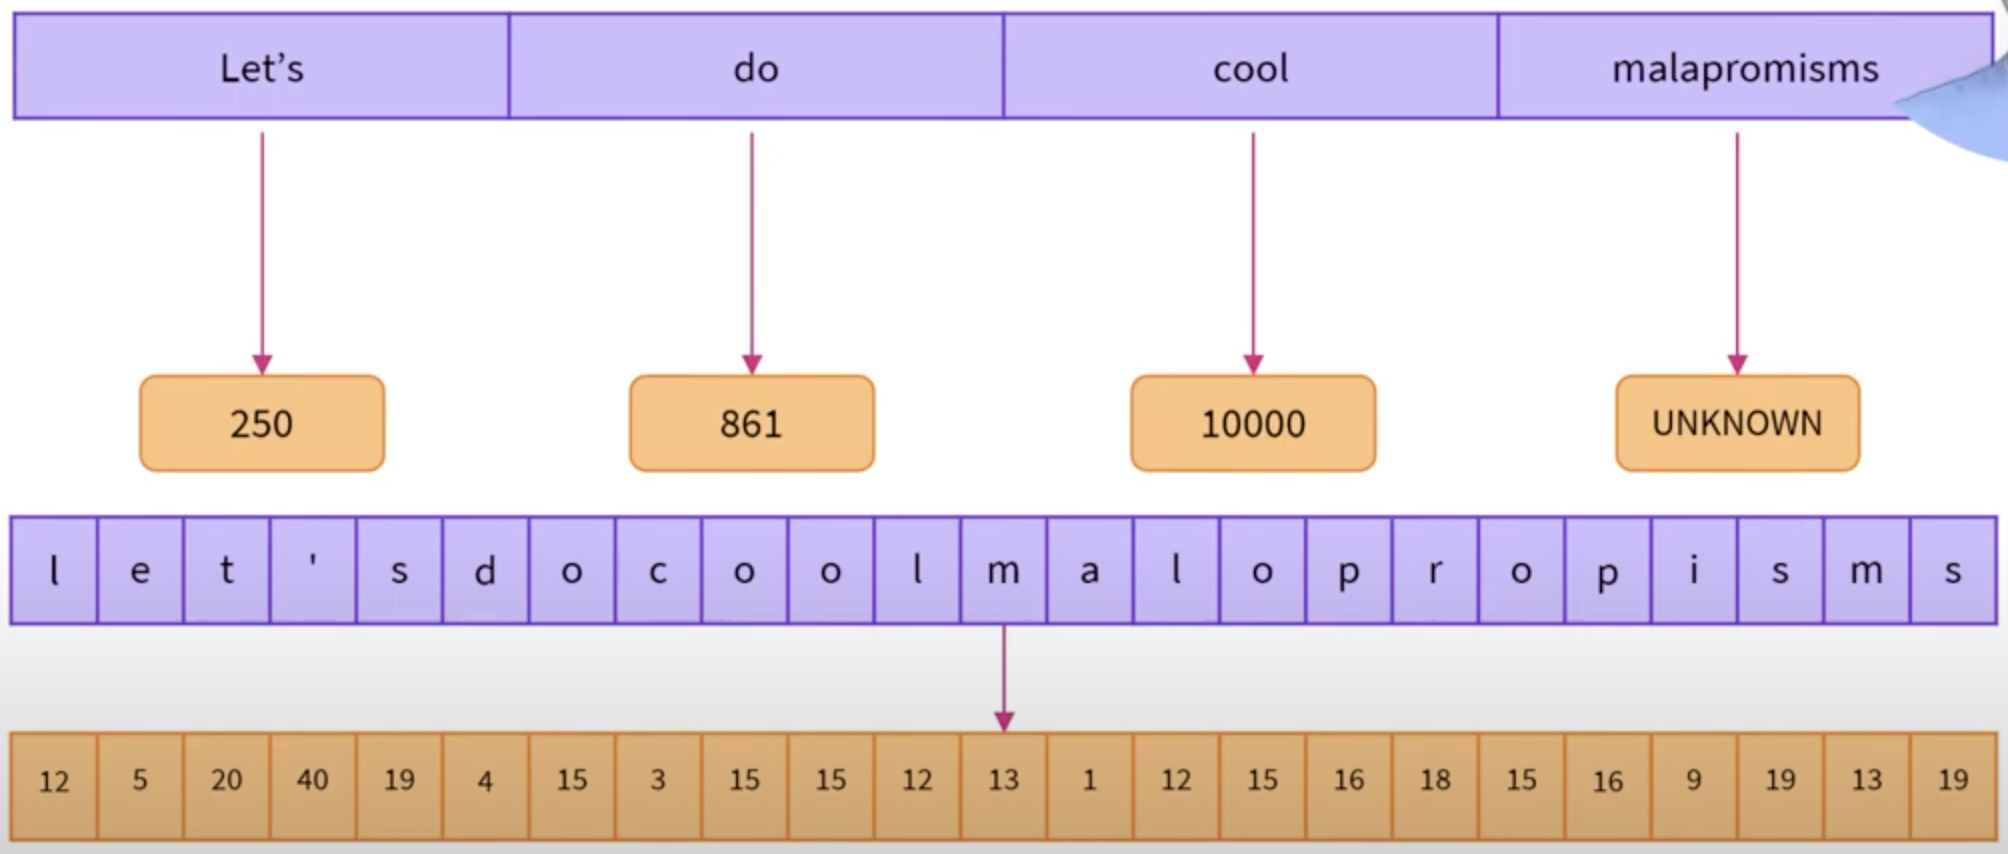 Let’s do cool malapromisms
250 861 10000 UNKNOWN
l e t ' s d o c o o l m a l o p r o p i s m s
12 5 20 40 19 4 15 3 15 15 12 13 1 12 15 16 18 15 16 9 19 13 19